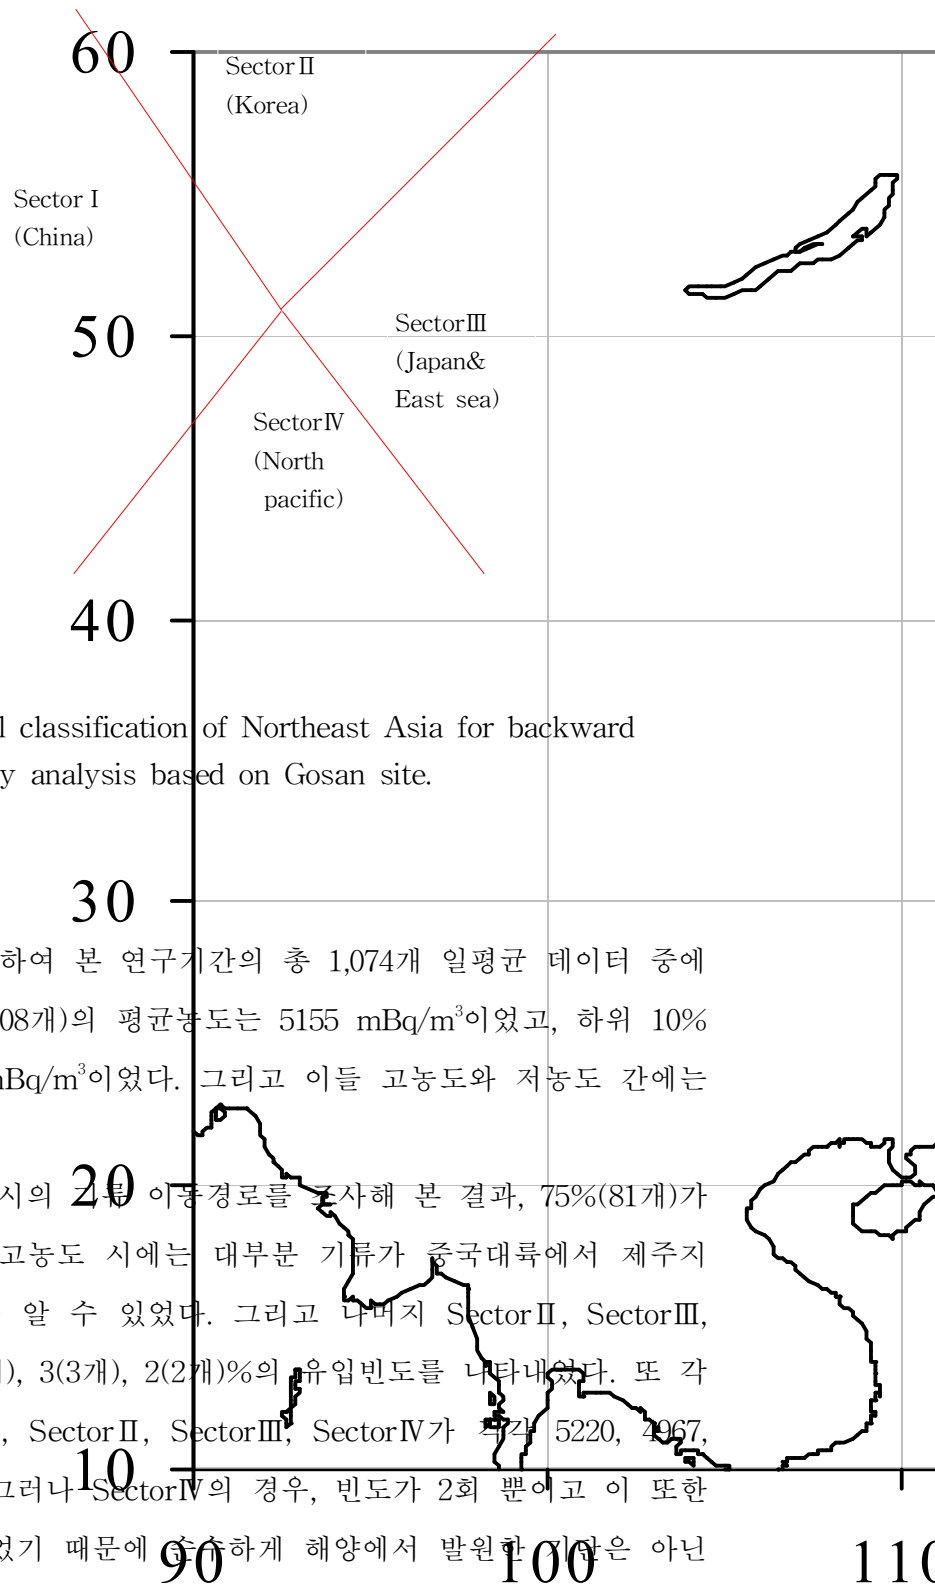 60
SectorⅡ
(Korea)
Sector Ⅰ
(China)
50
SectorⅢ
(Japan&
East sea)
SectorⅣ
(North
pacific)
40
classification of Northeast Asia for backward
analysis based on Gosan site.
30
하여 본 연구기간의 총 1,074개 일평균 데이터 중에
08개)의 평균농도는 5155 mBq/m³이었고, 하위 10%
mBq/m³이었다. 그리고 이들 고농도와 저농도 간에는
20
시의 기류 이동경로를 조사해 본 결과, 75%(81개)가
고농도 시에는 대부분 기류가 중국대륙에서 제주지
알 수 있었다. 그리고 나머지 SectorⅡ, SectorⅢ,
), 3(3개), 2(2개)%의 유입빈도를 나타내었다. 또 각
, SectorⅡ, SectorⅢ, SectorⅣ가 각각 5220, 4967,
10
그러나 SectorⅣ의 경우, 빈도가 2회 뿐이고 이 또한
었기 때문에 순수하게 해양에서 발원한 기단은 아닌
90
100
110